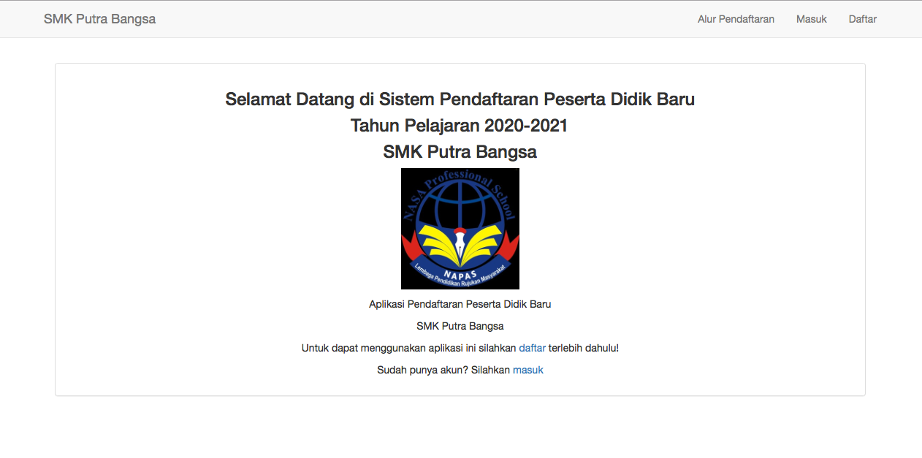 SMK Putra Bangsa
Alur Pendaftaran Masuk Daftar
Selamat Datang di Sistem Pendaftaran Peserta Didik Baru
Tahun Pelajaran 2020-2021
SMK Putra Bangsa
NASA Professional School
NAPAS
Lembaga Pendidikan Rujukan Masyarakat
Aplikasi Pendaftaran Peserta Didik Baru
SMK Putra Bangsa
Untuk dapat menggunakan aplikasi ini silahkan daftar terlebih dahulu!
Sudah punya akun? Silahkan masuk